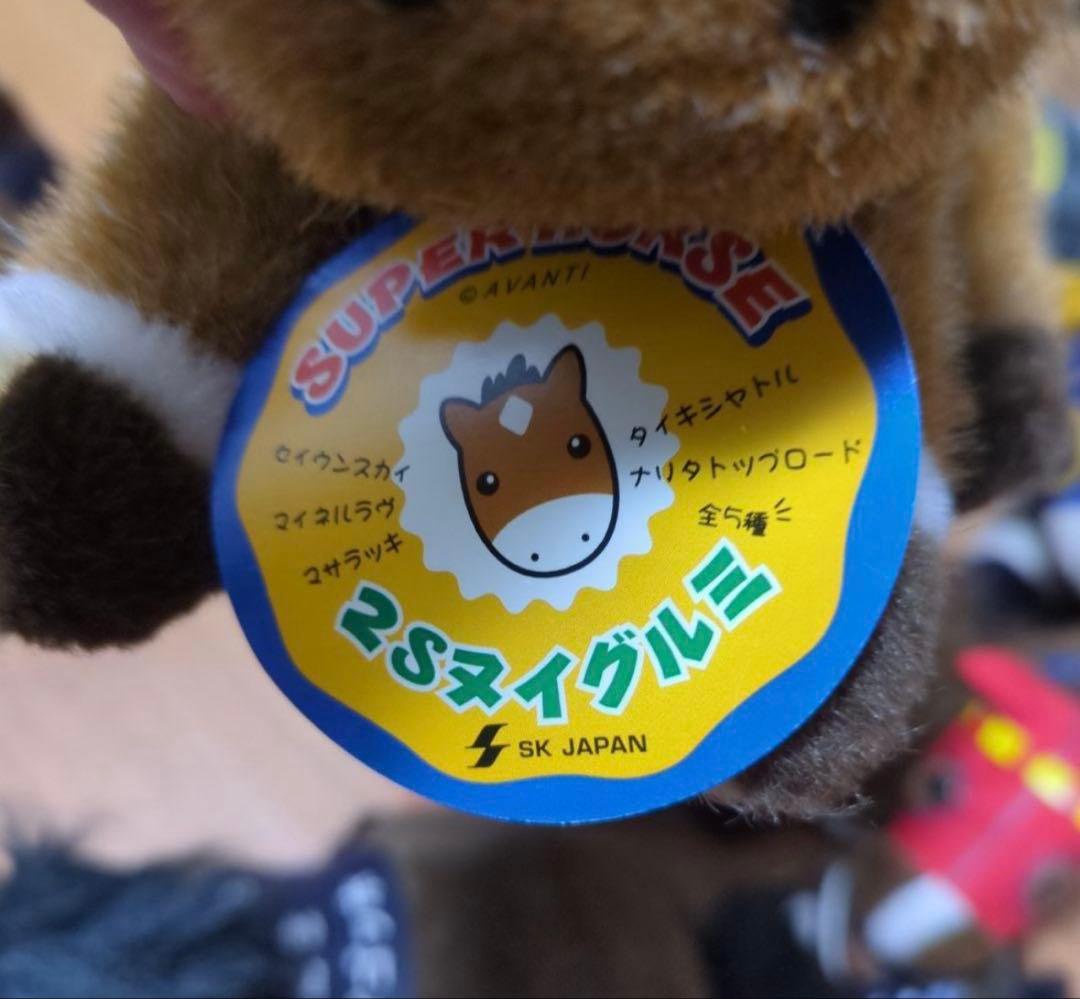 SUPER HORSE
© AVANTI
セイウンスカイ
マイネルラヴ
マサラッキ
タイキシャトル
ナリタトップロード
全5種
2Sヌイグルミ
SK JAPAN